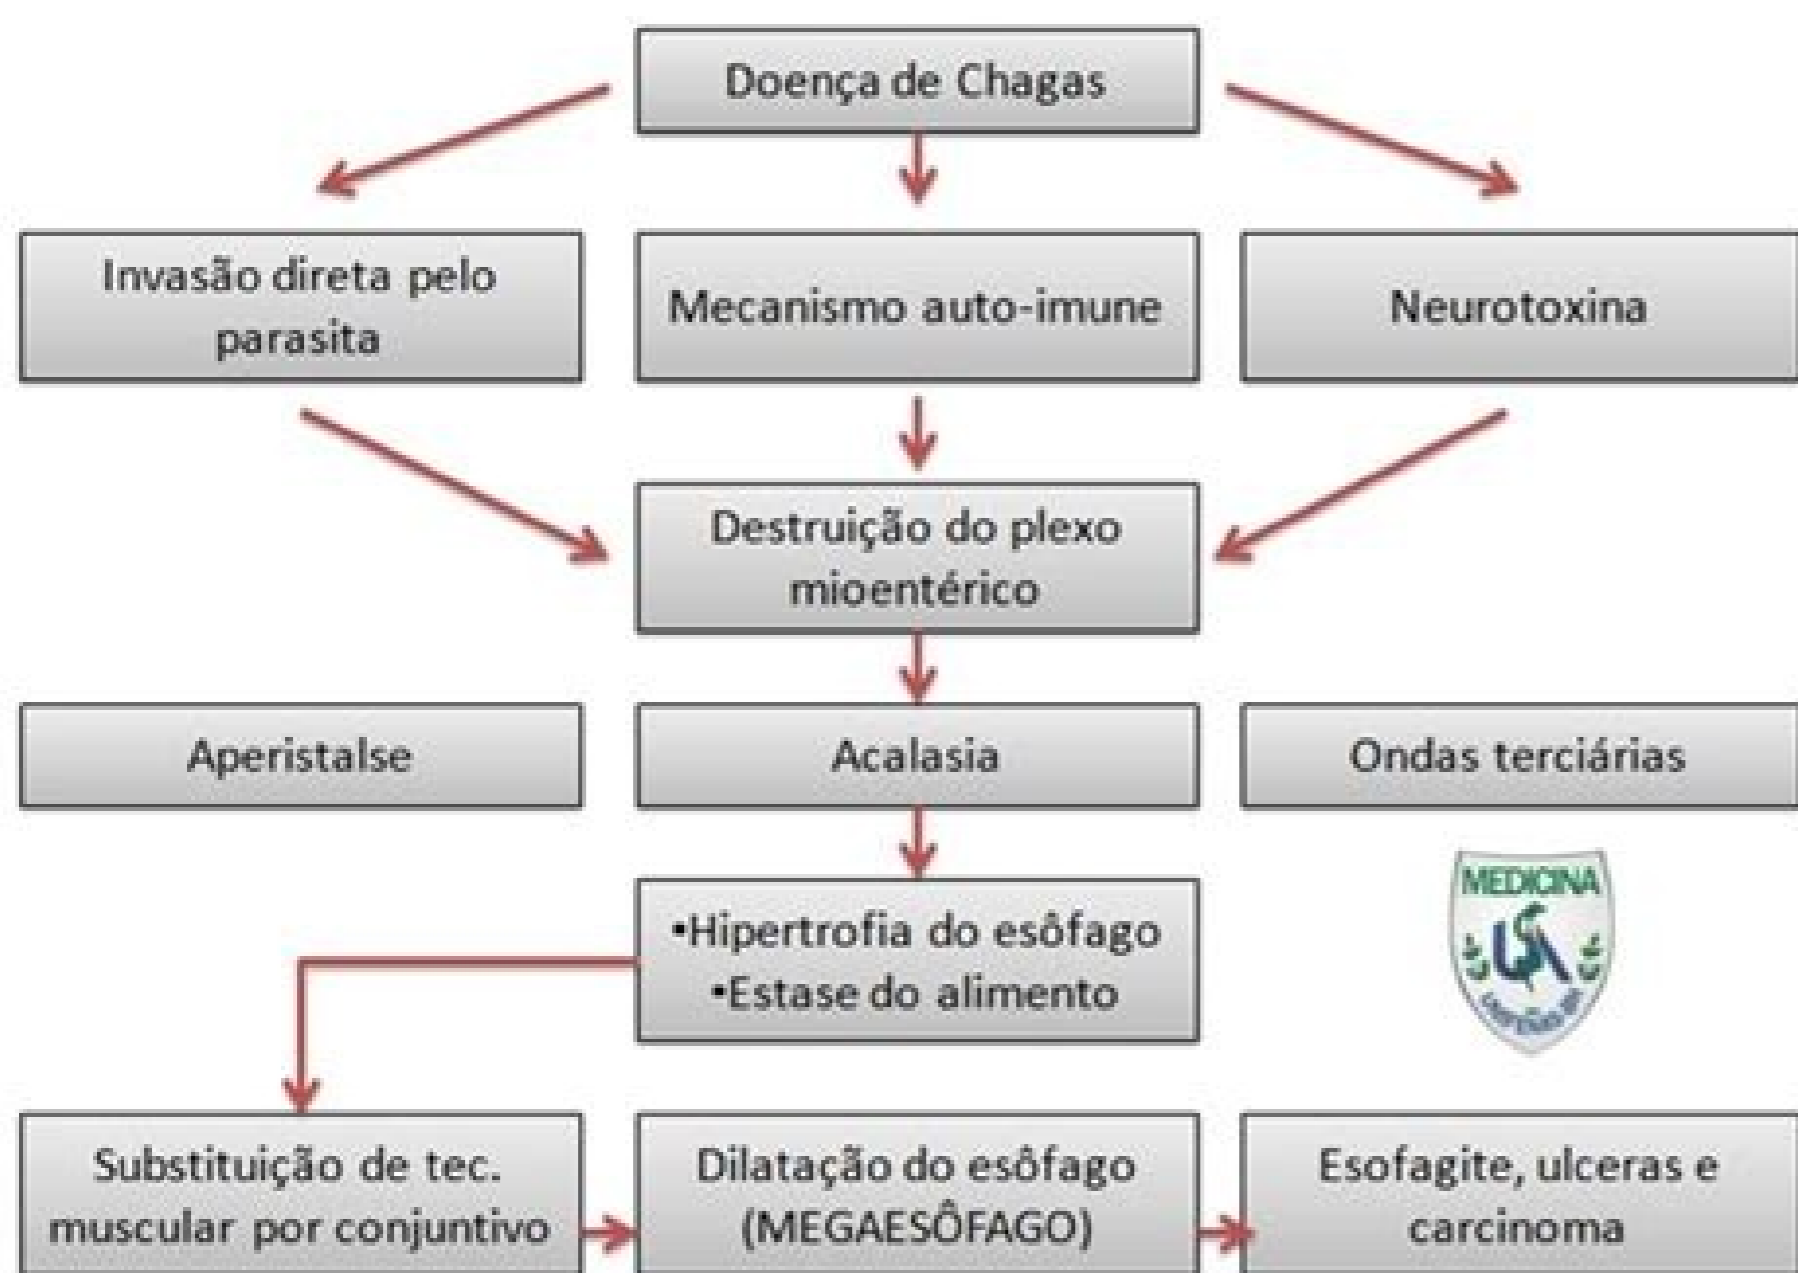 Doença de Chagas
Invasão direta pelo
parasita
Mecanismo auto-imune
Neurotoxina
Destruição do plexo
mioentérico
Aperistalse
Acalasia
Ondas terciárias
•Hipertrofia do esôfago
•Estase do alimento
MEDICINA
UNIFENAS-BH
Substituição de tec.
muscular por conjuntivo
Dilatação do esôfago
(MEGAESÔFAGO)
Esofagite, ulceras e
carcinoma